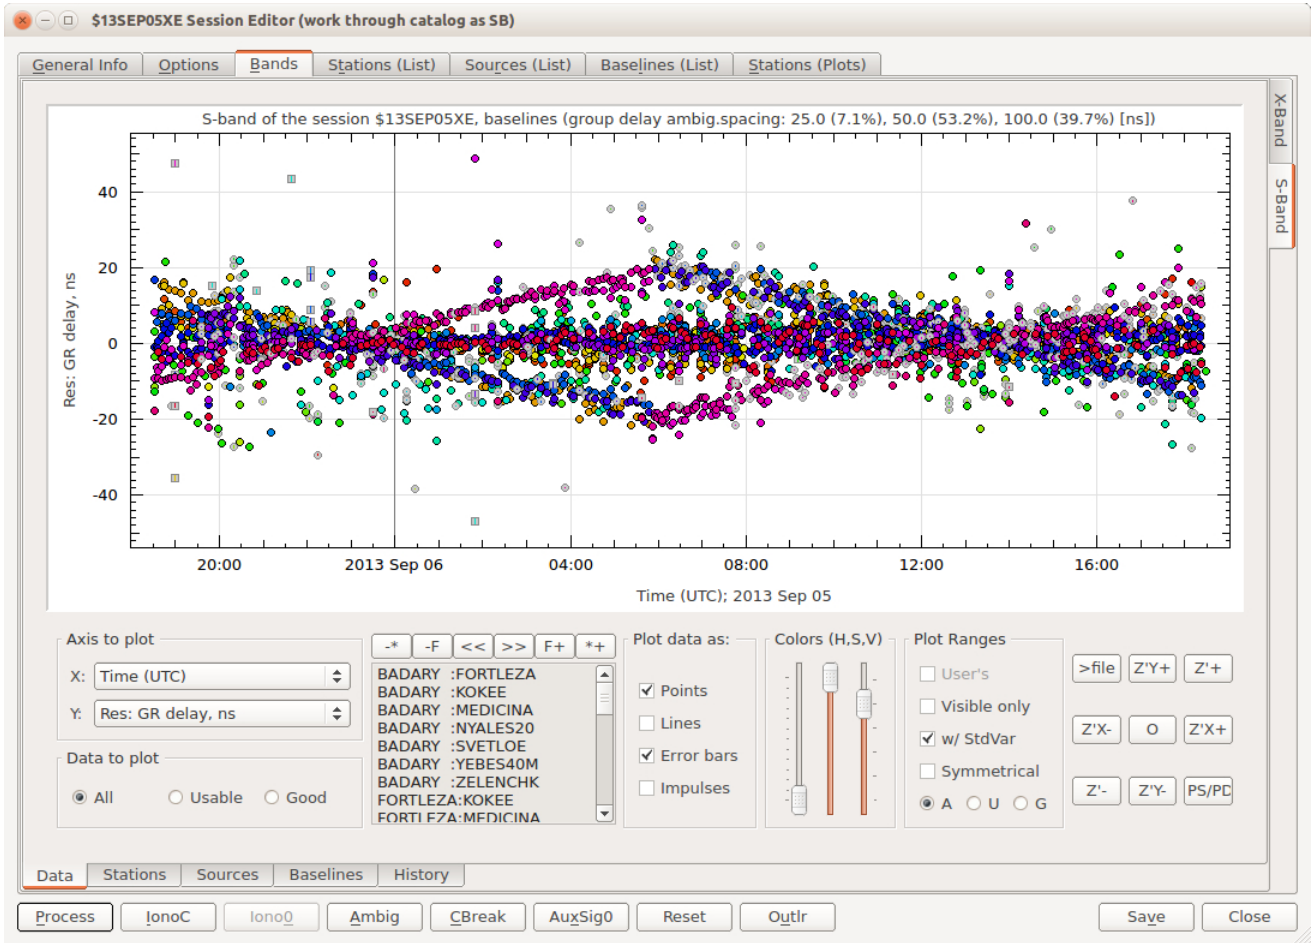 $13SEP05XE Session Editor (work through catalog as SB)
General Info Options Bands Stations (List) Sources (List) Baselines (List) Stations (Plots)
X-Band
S-Band
S-band of the session $13SEP05XE, baselines (group delay ambig.spacing: 25.0 (7.1%), 50.0 (53.2%), 100.0 (39.7%) [ns])
Res: GR delay, ns
40
20
0
-20
-40
20:00 2013 Sep 06 04:00 08:00 12:00 16:00
Time (UTC); 2013 Sep 05
Axis to plot
X: Time (UTC)
Y: Res: GR delay, ns
Data to plot
All Usable Good
-* -F << >> F+ *+
BADARY :FORTLEZA
BADARY :KOKEE
BADARY :MEDICINA
BADARY :NYALES20
BADARY :SVETLOE
BADARY :YEBES40M
BADARY :ZELENCHK
FORTLEZA:KOKEE
FORTLEZA:MEDICINA
Plot data as:
Points
Lines
Error bars
Impulses
Colors (H,S,V)
Plot Ranges
User's
Visible only
w/ StdVar
Symmetrical
A U G
>file Z'Y+ Z'+
Z'X- O Z'X+
Z'- Z'Y- PS/PD
Data Stations Sources Baselines History
Process IonoC Iono0 Ambig CBreak AuxSig0 Reset Outlr Save Close